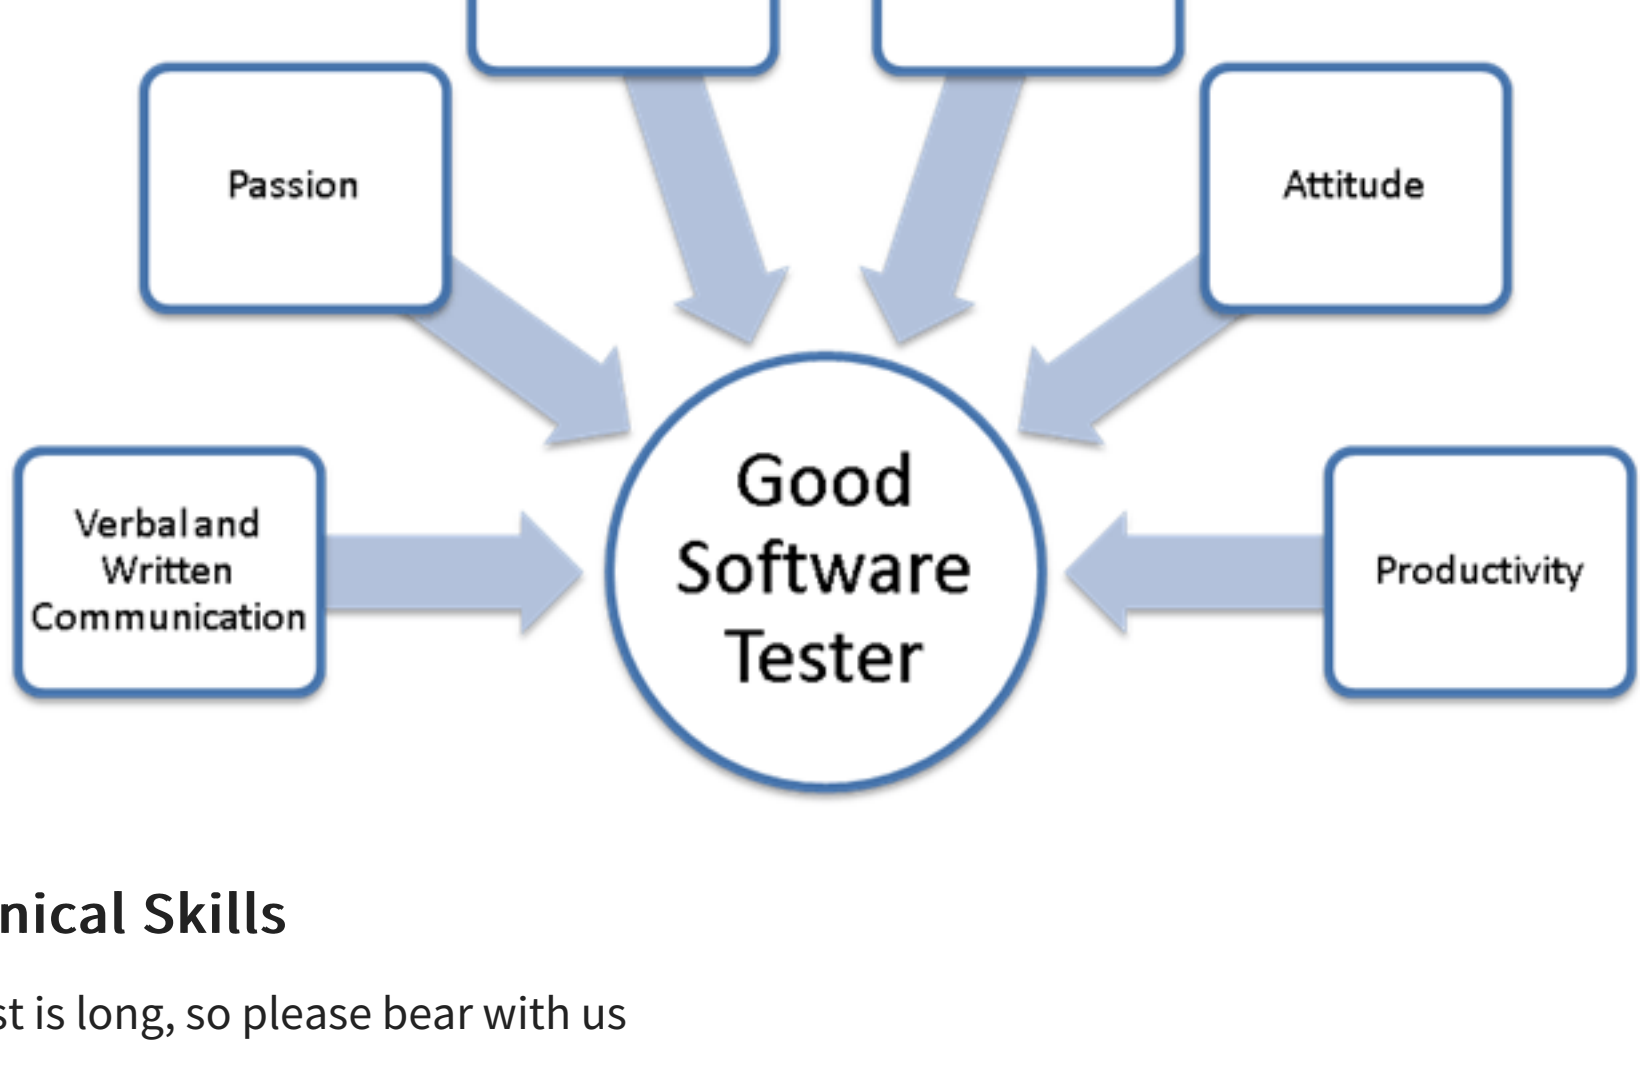 Passion
Attitude
Verbal and
Written
Communication
Good
Software
Tester
Productivity
nical Skills
st is long, so please bear with us